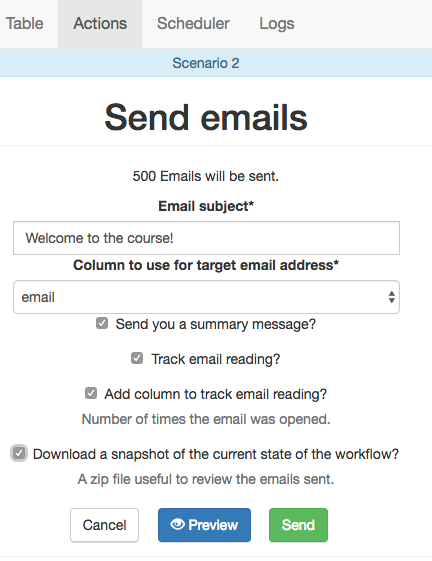 Table Actions Scheduler Logs
Scenario 2
Send emails
500 Emails will be sent.
Email subject*
Welcome to the course!
Column to use for target email address*
email
Send you a summary message?
Track email reading?
Add column to track email reading?
Number of times the email was opened.
Download a snapshot of the current state of the workflow?
A zip file useful to review the emails sent.
Cancel Preview Send